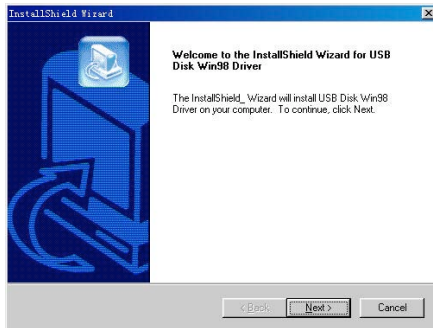 InstallShield Wizard
Welcome to the InstallShield Wizard for USB
Disk Win98 Driver
The InstallShield_ Wizard will install USB Disk Win98
Driver on your computer. To continue, click Next.
< Back
Next >
Cancel